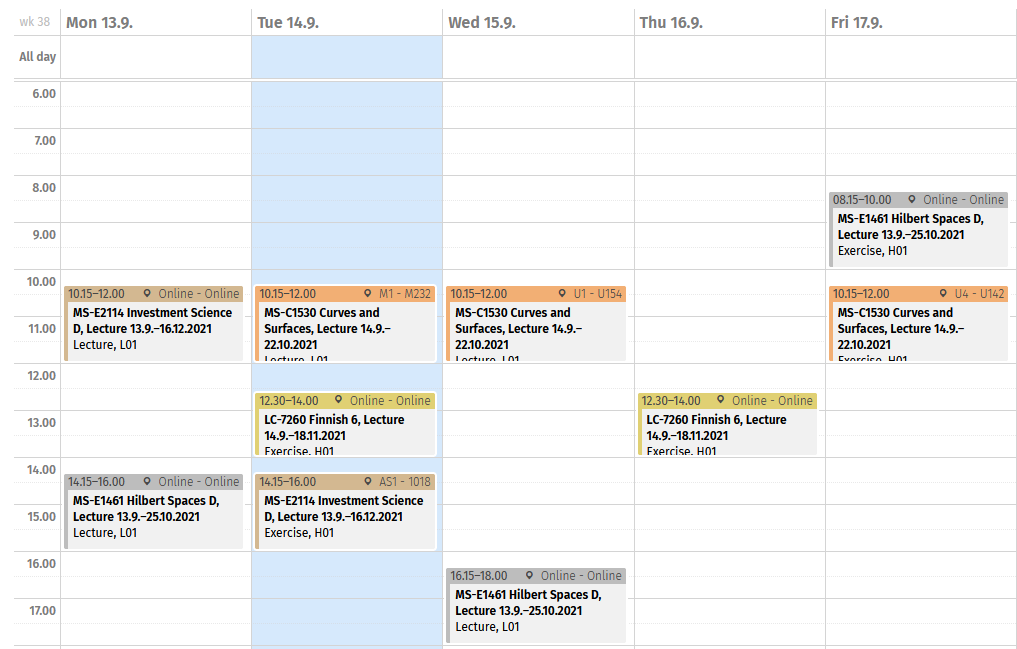 wk 38 Mon 13.9. Tue 14.9. Wed 15.9. Thu 16.9. Fri 17.9.
All day
6.00
7.00
8.00
08.15–10.00 Online - Online
MS-E1461 Hilbert Spaces D,
Lecture 13.9.–25.10.2021
Exercise, H01
9.00
10.00
10.15–12.00 Online - Online
MS-E2114 Investment Science
D, Lecture 13.9.–16.12.2021
Lecture, L01
10.15–12.00 M1 - M232
MS-C1530 Curves and
Surfaces, Lecture 14.9.–
22.10.2021
Lecture, L01
10.15–12.00 U1 - U154
MS-C1530 Curves and
Surfaces, Lecture 14.9.–
22.10.2021
Lecture, L01
10.15–12.00 U4 - U142
MS-C1530 Curves and
Surfaces, Lecture 14.9.–
22.10.2021
Exercise, H01
11.00
12.00
12.30–14.00 Online - Online
LC-7260 Finnish 6, Lecture
14.9.–18.11.2021
Exercise, H01
12.30–14.00 Online - Online
LC-7260 Finnish 6, Lecture
14.9.–18.11.2021
Exercise, H01
13.00
14.00
14.15–16.00 Online - Online
MS-E1461 Hilbert Spaces D,
Lecture 13.9.–25.10.2021
Lecture, L01
14.15–16.00 AS1 - 1018
MS-E2114 Investment Science
D, Lecture 13.9.–16.12.2021
Exercise, H01
15.00
16.00
16.15–18.00 Online - Online
MS-E1461 Hilbert Spaces D,
Lecture 13.9.–25.10.2021
Lecture, L01
17.00